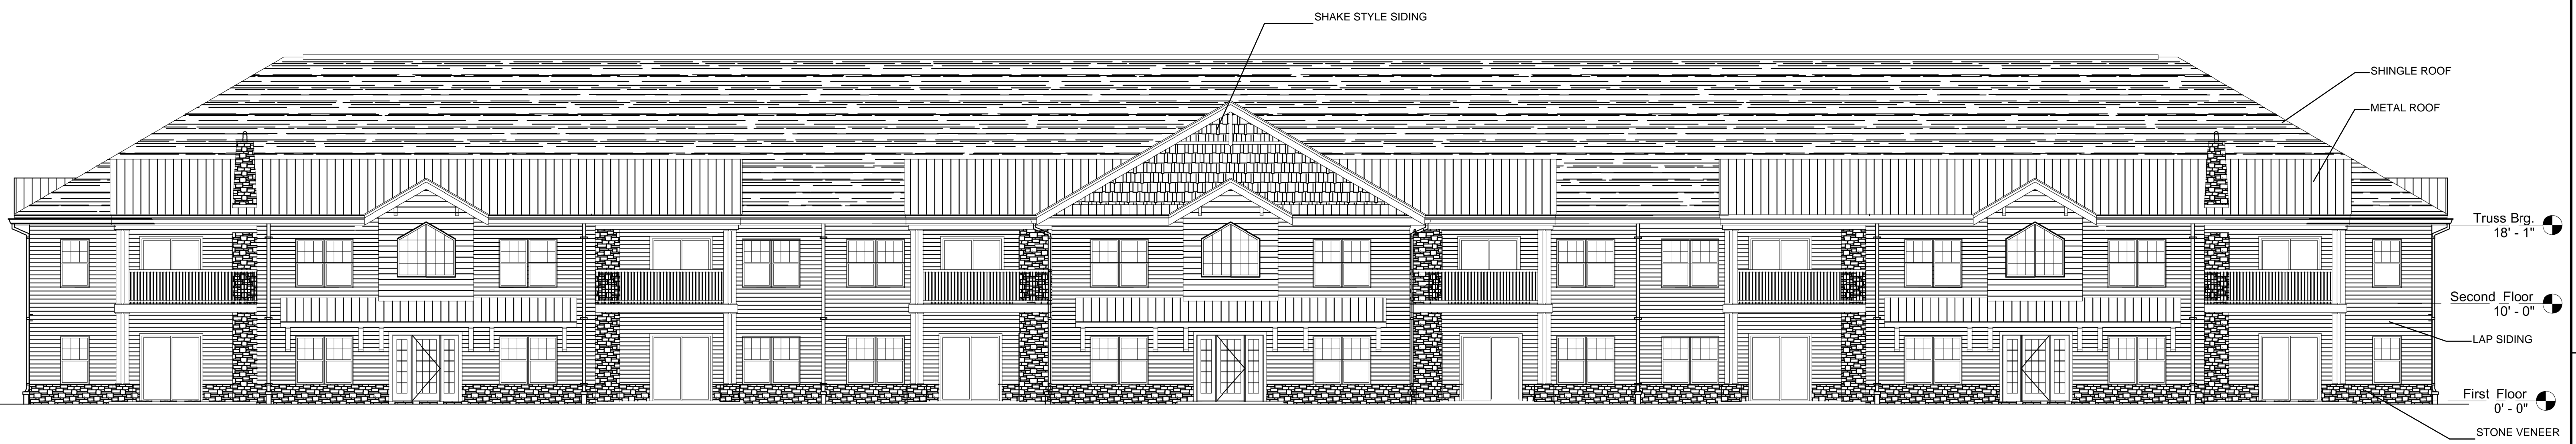 SHAKE STYLE SIDING
SHINGLE ROOF
METAL ROOF
Truss Brg.
18' - 1"
Second Floor
10' - 0"
LAP SIDING
First Floor
0' - 0"
STONE VENEER